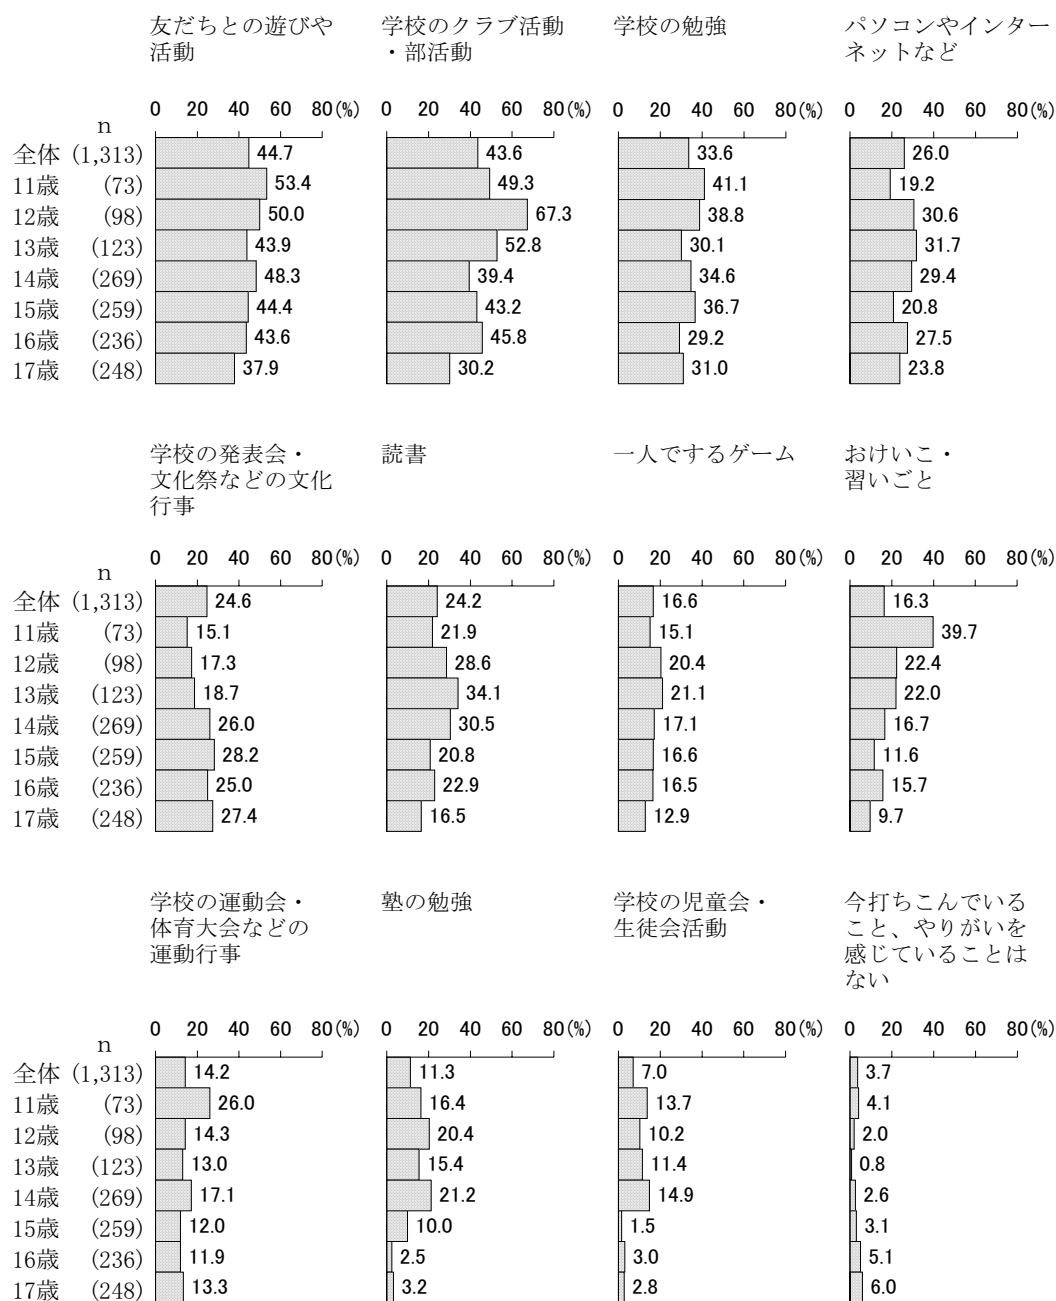 友だちとの遊びや 学校のクラブ活動 学校の勉強 パソコンやインター
活動 ・部活動 ネットなど
0 20 40 60 80(%) 0 20 40 60 80(%) 0 20 40 60 80(%) 0 20 40 60 80(%)
n
全体 (1,313) 44.7 43.6 33.6 26.0
11歳 (73) 53.4 49.3 41.1 19.2
12歳 (98) 50.0 67.3 38.8 30.6
13歳 (123) 43.9 52.8 30.1 31.7
14歳 (269) 48.3 39.4 34.6 29.4
15歳 (259) 44.4 43.2 36.7 20.8
16歳 (236) 43.6 45.8 29.2 27.5
17歳 (248) 37.9 30.2 31.0 23.8
学校の発表会・ 読書 一人でするゲーム おけいこ・
文化祭などの文化 習いごと
行事
0 20 40 60 80(%) 0 20 40 60 80(%) 0 20 40 60 80(%) 0 20 40 60 80(%)
n
全体 (1,313) 24.6 24.2 16.6 16.3
11歳 (73) 15.1 21.9 15.1 39.7
12歳 (98) 17.3 28.6 20.4 22.4
13歳 (123) 18.7 34.1 21.1 22.0
14歳 (269) 26.0 30.5 17.1 16.7
15歳 (259) 28.2 20.8 16.6 11.6
16歳 (236) 25.0 22.9 16.5 15.7
17歳 (248) 27.4 16.5 12.9 9.7
学校の運動会・ 塾の勉強 学校の児童会・ 今打ちこんでいる
体育大会などの 生徒会活動 こと、やりがいを
運動行事 感じていることは
ない
0 20 40 60 80(%) 0 20 40 60 80(%) 0 20 40 60 80(%) 0 20 40 60 80(%)
n
全体 (1,313) 14.2 11.3 7.0 3.7
11歳 (73) 26.0 16.4 13.7 4.1
12歳 (98) 14.3 20.4 10.2 2.0
13歳 (123) 13.0 15.4 11.4 0.8
14歳 (269) 17.1 21.2 14.9 2.6
15歳 (259) 12.0 10.0 1.5 3.1
16歳 (236) 11.9 2.5 3.0 5.1
17歳 (248) 13.3 3.2 2.8 6.0